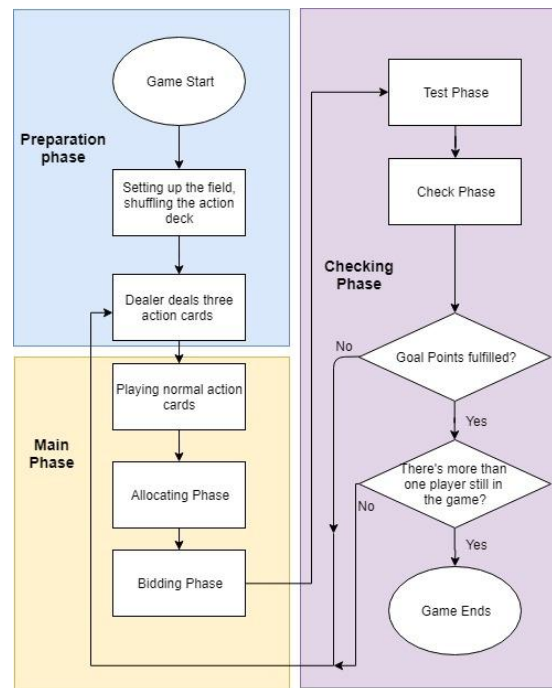 Game Start
Preparation
phase
Setting up the field,
shuffling the action
deck
Dealer deals three
action cards
Playing normal action
cards
Main
Phase
Allocating Phase
Bidding Phase
Test Phase
Check Phase
Checking
Phase
Goal Points fulfilled?
No
Yes
There's more than
one player still in
the game?
No
Yes
Game Ends